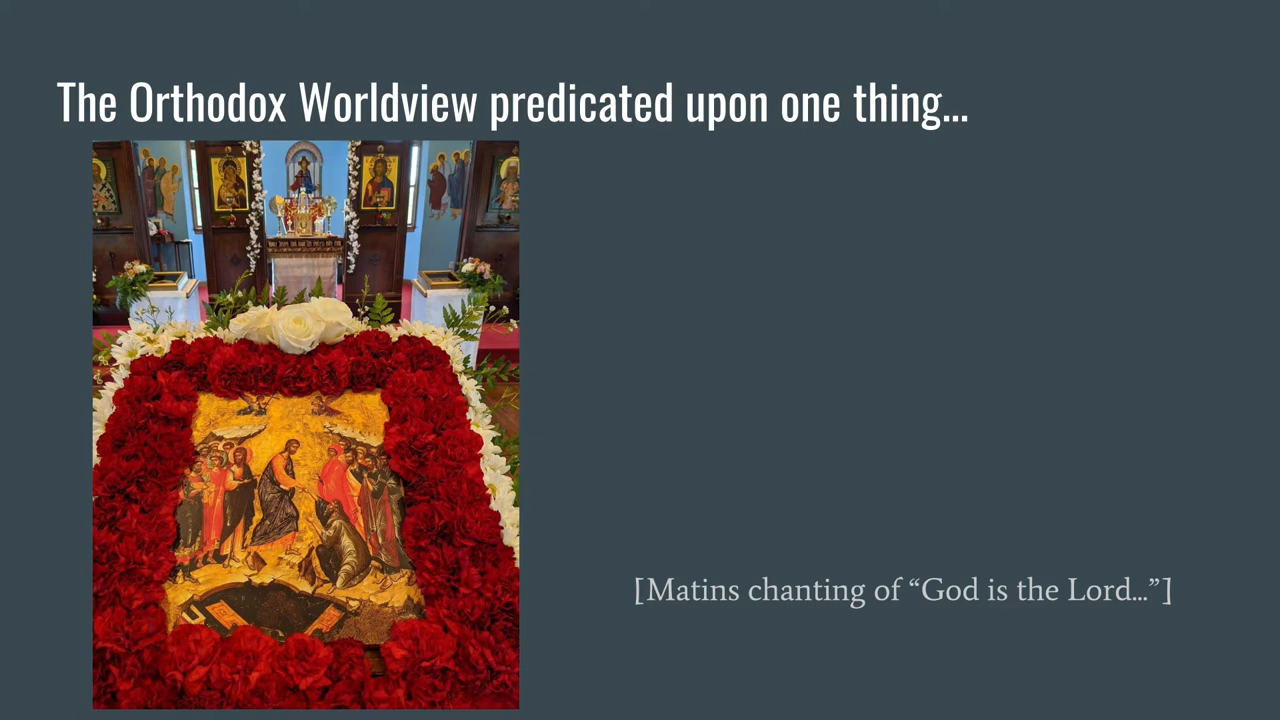 The Orthodox Worldview predicated upon one thing...
[Matins chanting of “God is the Lord...”]